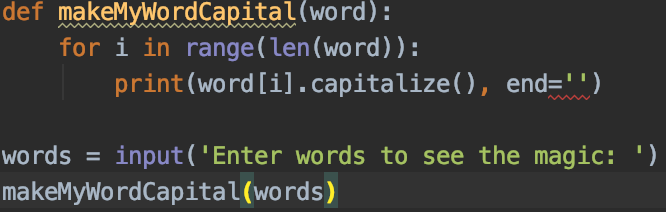 def makeMyWordCapital(word):
    for i in range(len(word)):
        print(word[i].capitalize(), end='')

words = input('Enter words to see the magic: ')
makeMyWordCapital(words)